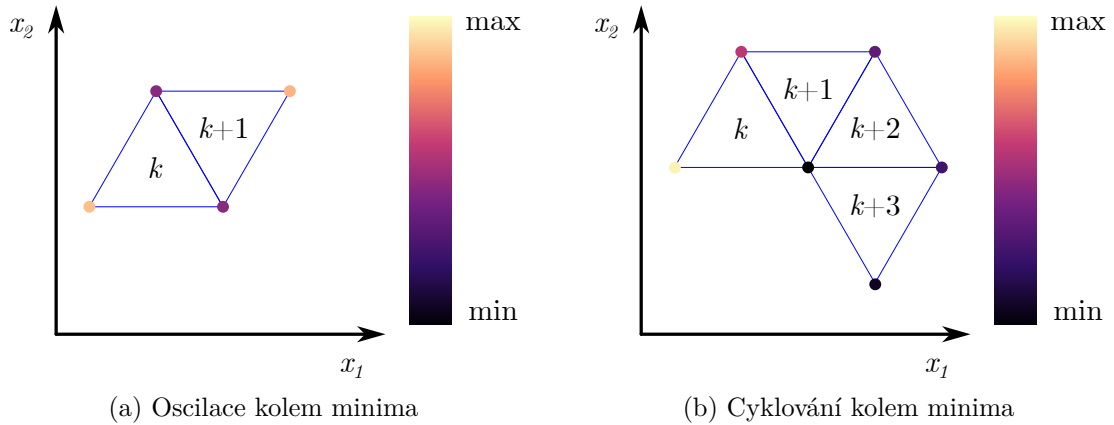 x₂
max
k+1
k
min
x₁
(a) Oscilace kolem minima
x₂
max
k+1
k
k+2
k+3
min
x₁
(b) Cyklování kolem minima